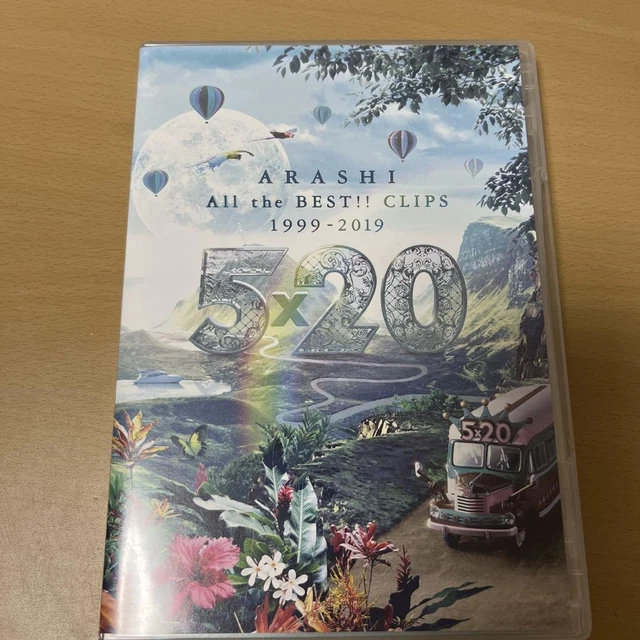 ARASHI
All the BEST!! CLIPS
1999-2019
5x20
5x20